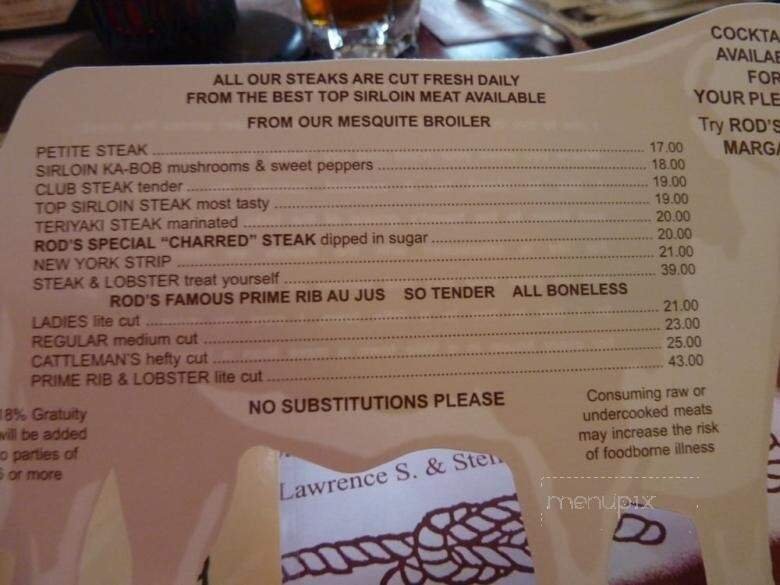 ALL OUR STEAKS ARE CUT FRESH DAILY
FROM THE BEST TOP SIRLOIN MEAT AVAILABLE
FROM OUR MESQUITE BROILER
PETITE STEAK 17.00
SIRLOIN KA-BOB mushrooms & sweet peppers 18.00
CLUB STEAK tender 19.00
TOP SIRLOIN STEAK most tasty 19.00
TERIYAKI STEAK marinated 20.00
ROD'S SPECIAL "CHARRED" STEAK dipped in sugar 20.00
NEW YORK STRIP 21.00
STEAK & LOBSTER treat yourself 39.00
ROD'S FAMOUS PRIME RIB AU JUS SO TENDER ALL BONELESS
LADIES lite cut 21.00
REGULAR medium cut 23.00
CATTLEMAN'S hefty cut 25.00
PRIME RIB & LOBSTER lite cut 43.00
NO SUBSTITUTIONS PLEASE
18% Gratuity
will be added
to parties of
6 or more
Consuming raw or
undercooked meats
may increase the risk
of foodborne illness
COCKTA
AVAILAB
FOR
YOUR PLE
Try ROD'S
MARGA
Lawrence S. & Stell
menupix